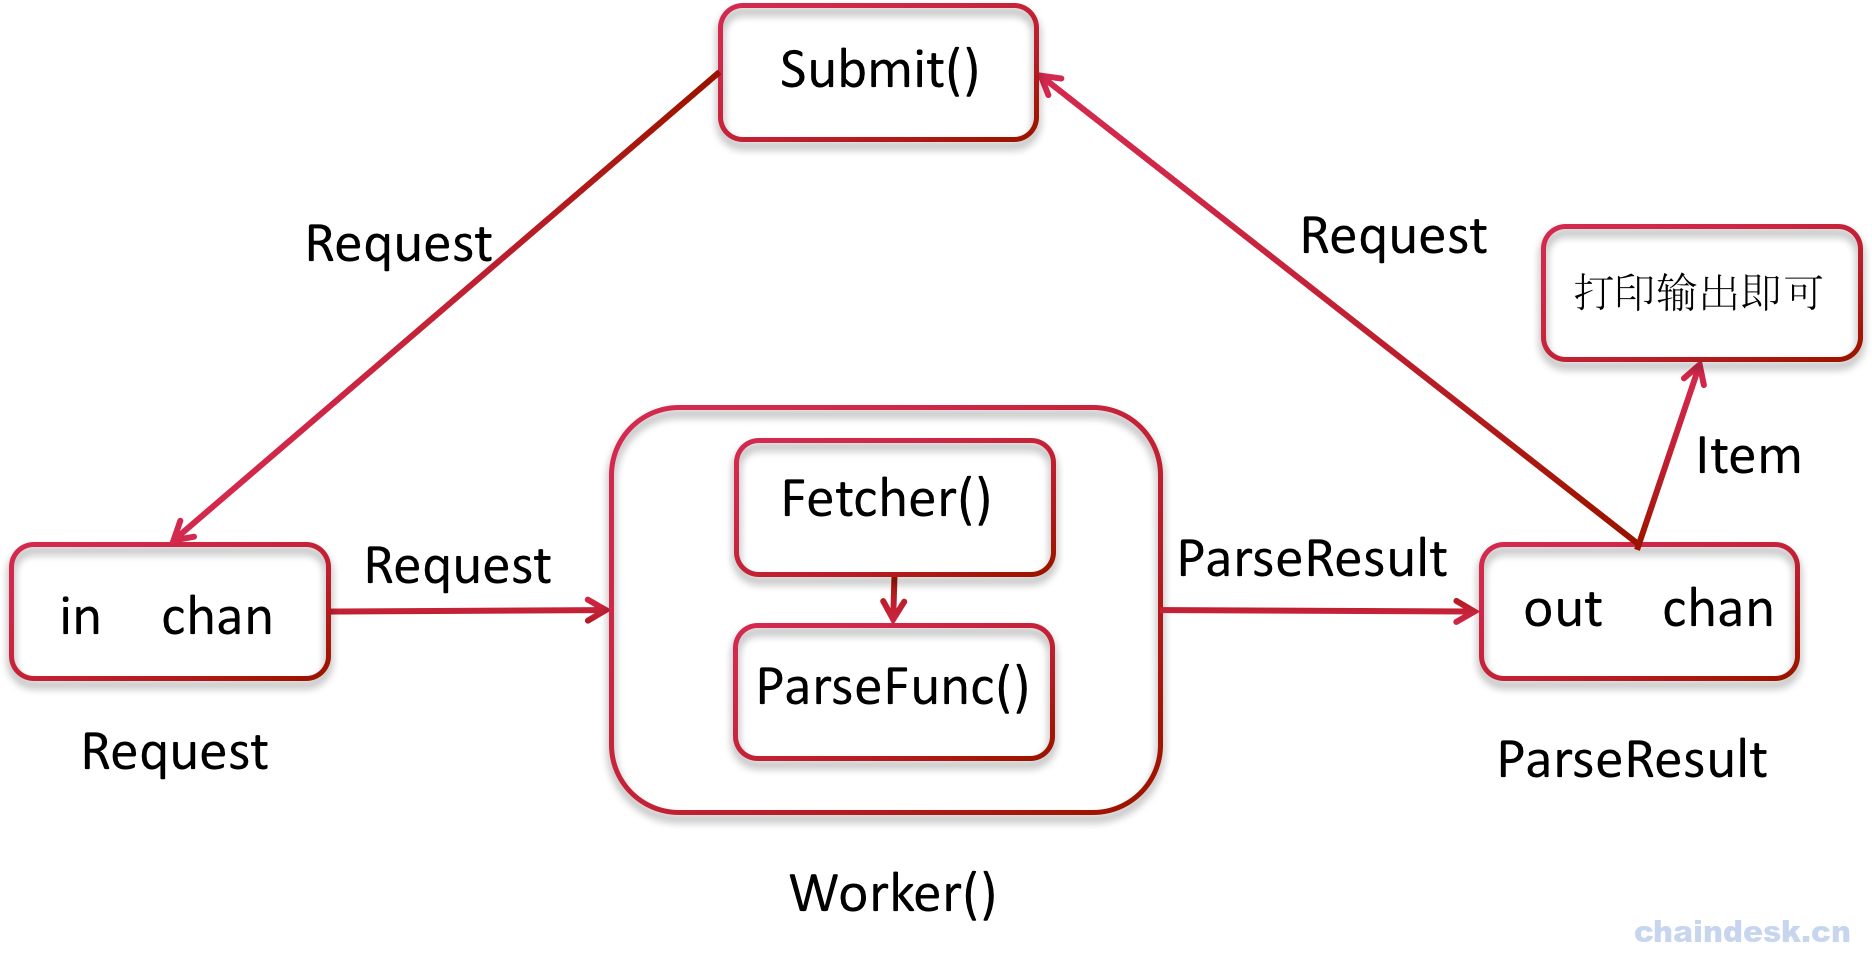 Submit()
Request
Request
打印输出即可
Item
Fetcher()
Request
ParseResult
in chan
out chan
ParseFunc()
Request
ParseResult
Worker()
chaindesk.cn